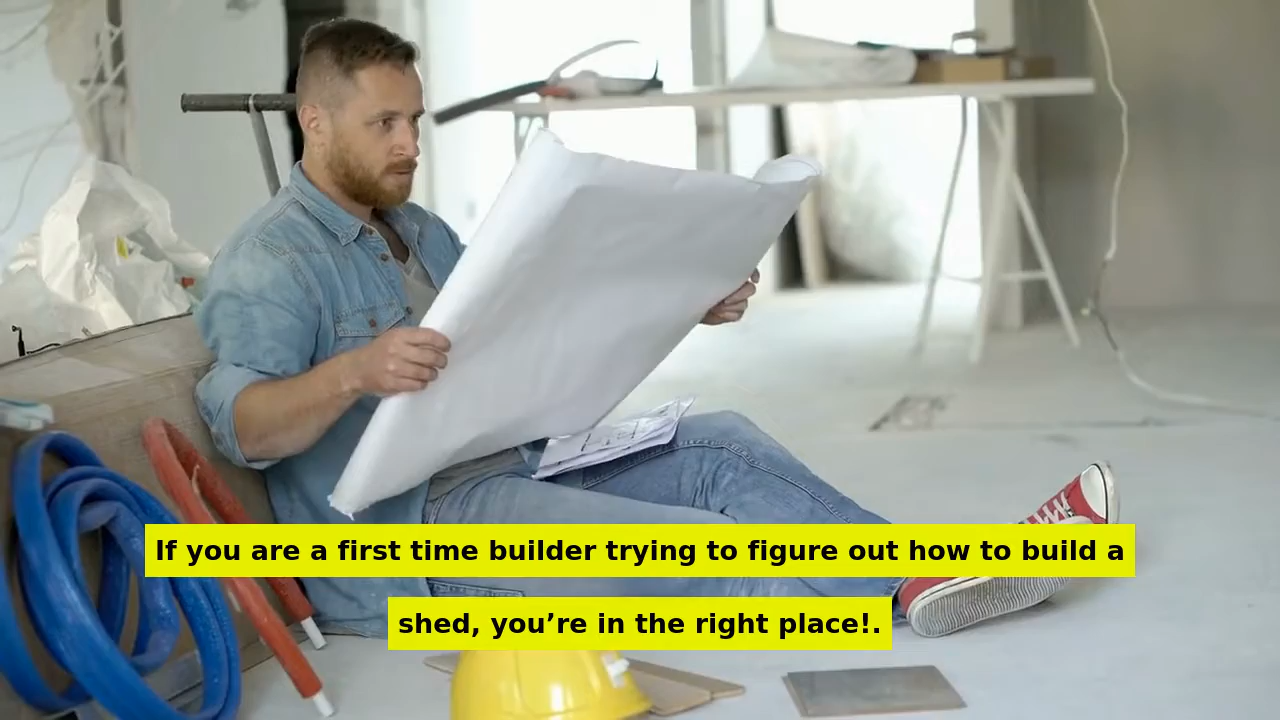 If you are a first time builder trying to figure out how to build a
shed, you’re in the right place!.